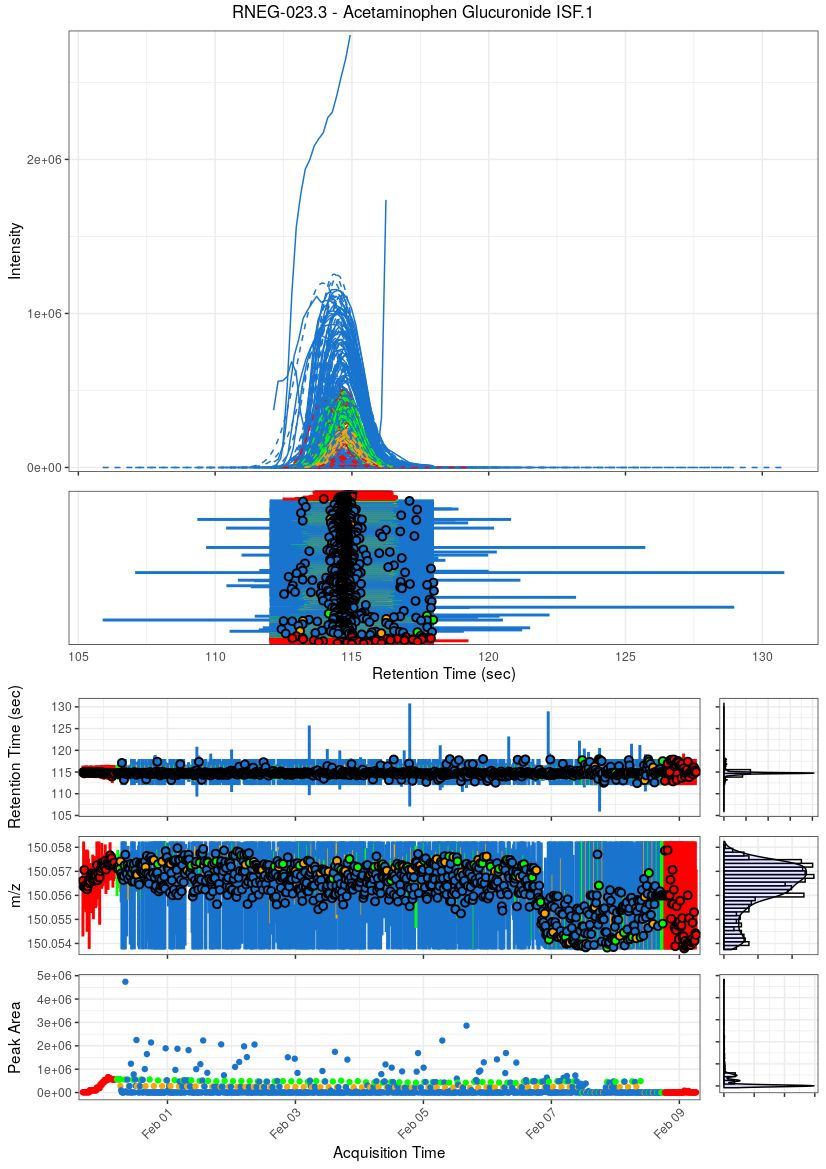 RNEG-023.3 - Acetaminophen Glucuronide ISF.1
Intensity
2e+06
1e+06
0e+00
105 110 115 120 125 130
Retention Time (sec)
Retention Time (sec)
130
125
120
115
110
105
m/z
150.058
150.057
150.056
150.055
150.054
Peak Area
5e+06
4e+06
3e+06
2e+06
1e+06
0e+00
Feb 01 Feb 03 Feb 05 Feb 07 Feb 09
Acquisition Time